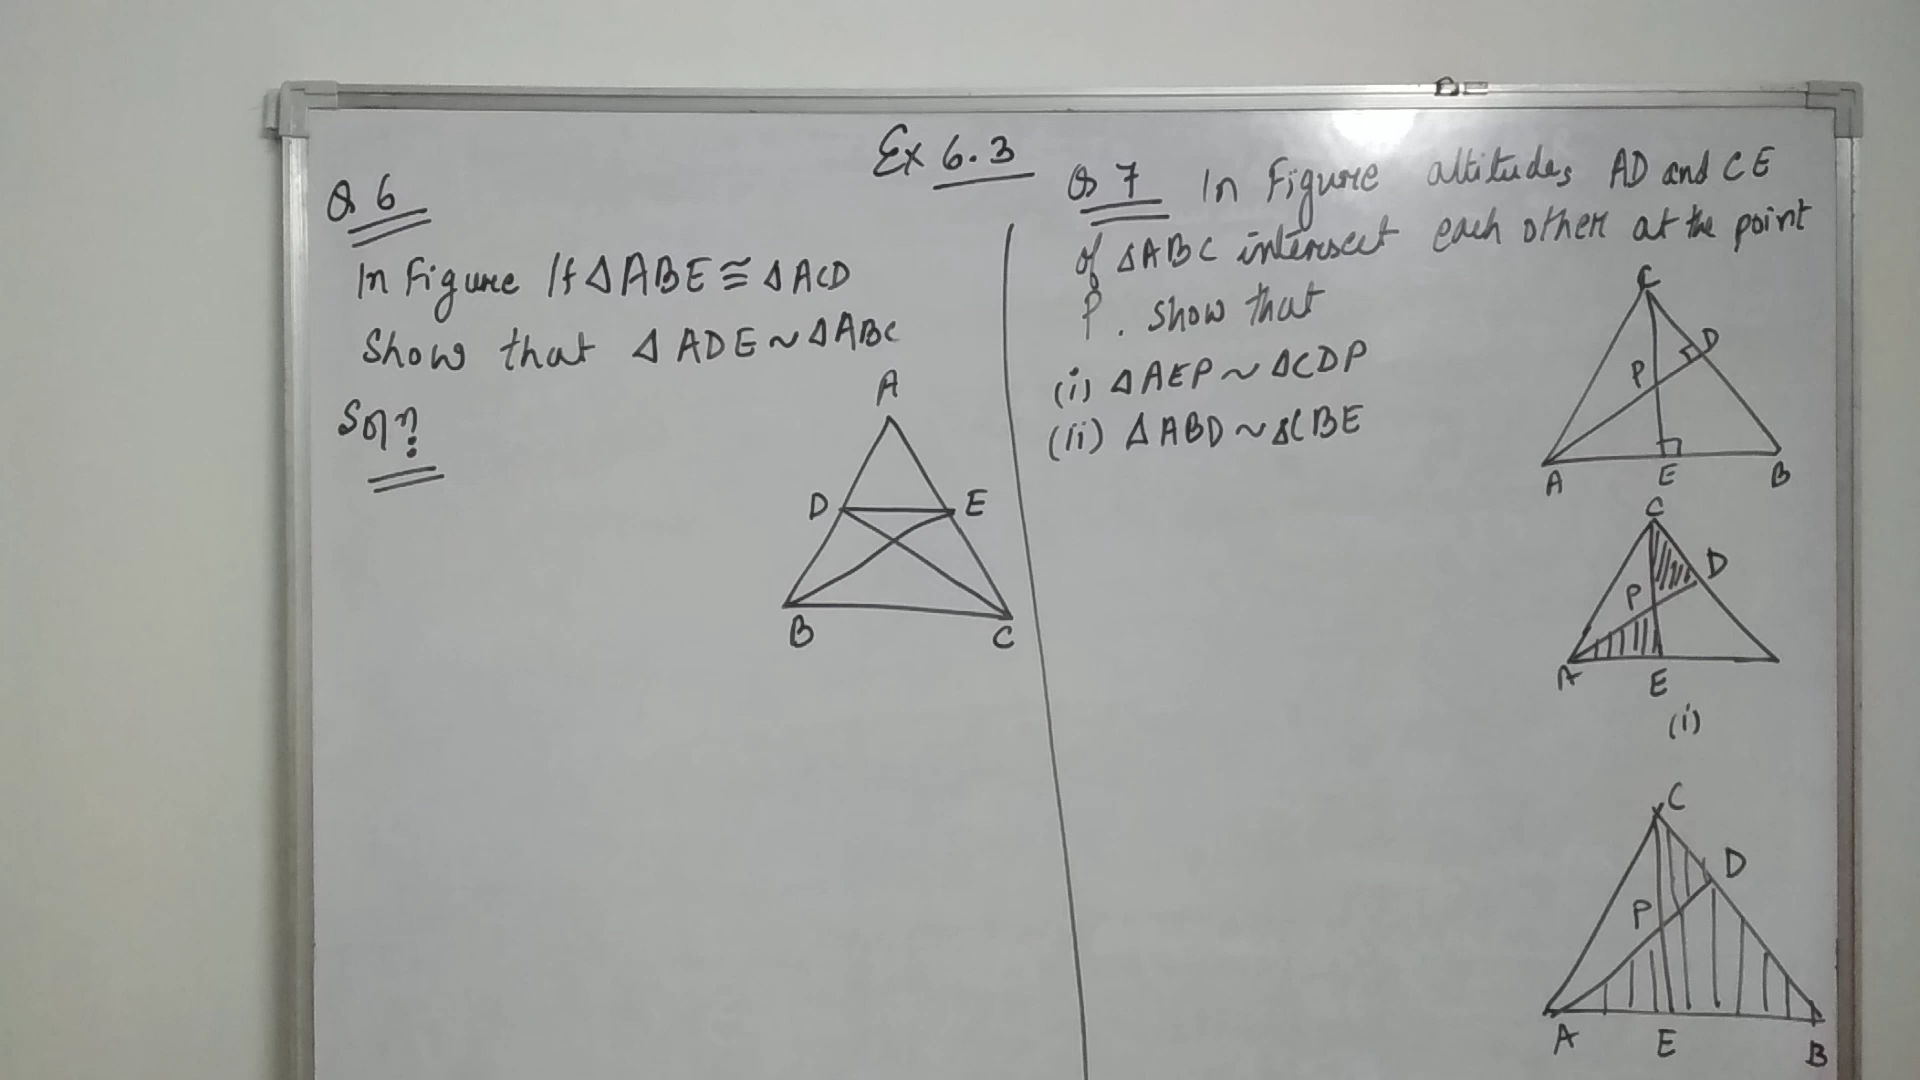 Ex 6.3
Q 6
In Figure If ΔABE ≅ ΔACD
Show that ΔADE ~ ΔABC
Soln:
A
D E
B C
Q 7 In Figure altitudes AD and CE
of ΔABC intersect each other at the point
P. Show that
(i) ΔAEP ~ ΔCDP
(ii) ΔABD ~ ΔCBE
C
D
P
A E B
C
D
P
A E
(i)
C
D
P
A E B